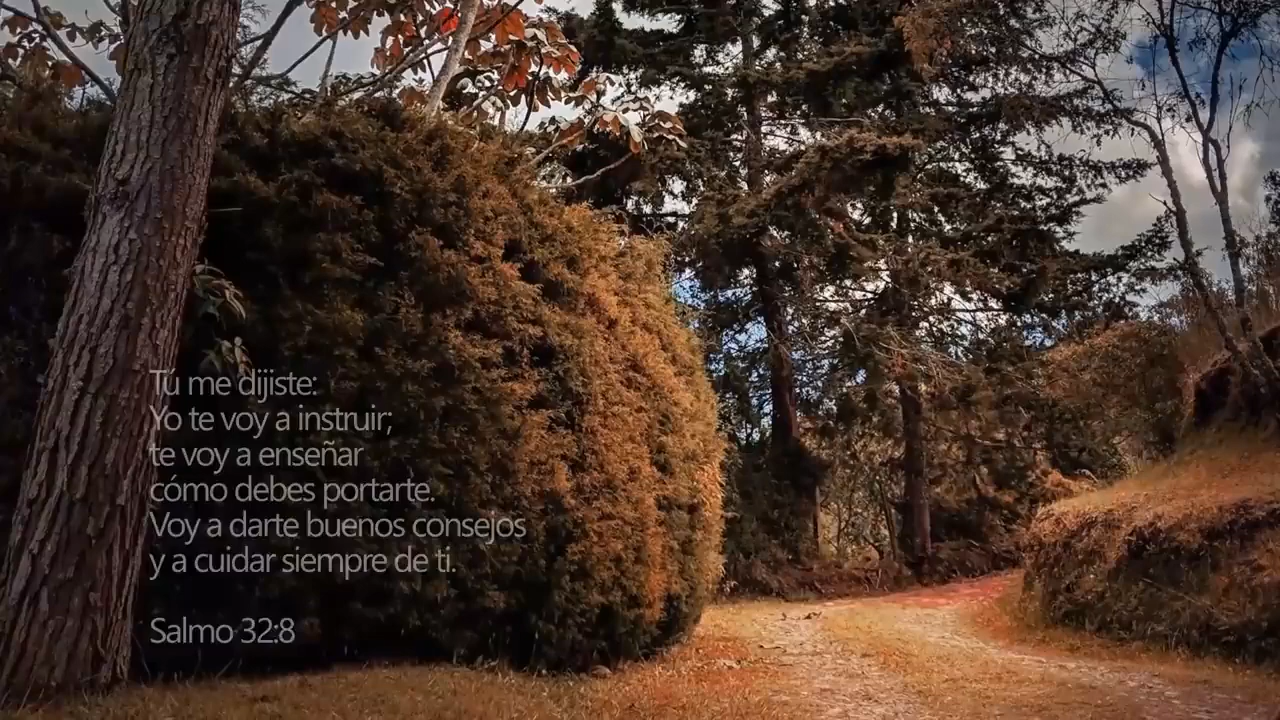 Tú me dijiste:
Yo te voy a instruir;
te voy a enseñar
cómo debes portarte.
Voy a darte buenos consejos
y a cuidar siempre de ti.
Salmo 32:8